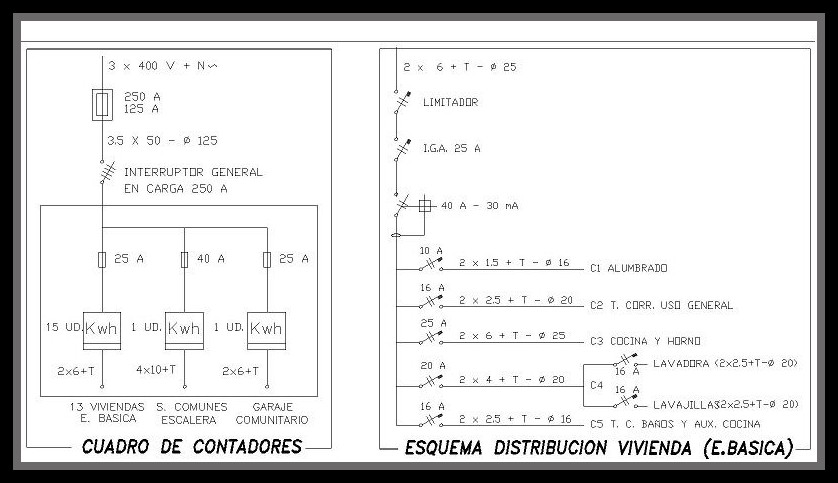 3 x 400 V + N~
250 A
125 A
3.5 X 50 - Ø 125
INTERRUPTOR GENERAL
EN CARGA 250 A
25 A
40 A
25 A
15 UD.
Kwh
1 UD.
Kwh
1 UD.
Kwh
2x6+T
4x10+T
2x6+T
13 VIVIENDAS
E. BASICA
S. COMUNES
ESCALERA
GARAJE
COMUNITARIO
CUADRO DE CONTADORES
2 x 6 + T - Ø 25
LIMITADOR
I.G.A. 25 A
40 A - 30 mA
10 A
2 x 1.5 + T - Ø 16
C1 ALUMBRADO
16 A
2 x 2.5 + T - Ø 20
C2 T. CORR. USO GENERAL
25 A
2 x 6 + T - Ø 25
C3 COCINA Y HORNO
20 A
2 x 4 + T - Ø 20
C4
16 A
LAVADORA (2x2.5+T-Ø 20)
16 A
LAVAJILLAS(2x2.5+T-Ø 20)
16 A
2 x 2.5 + T - Ø 16
C5 T. C. BAÑOS Y AUX. COCINA
ESQUEMA DISTRIBUCION VIVIENDA (E.BASICA)